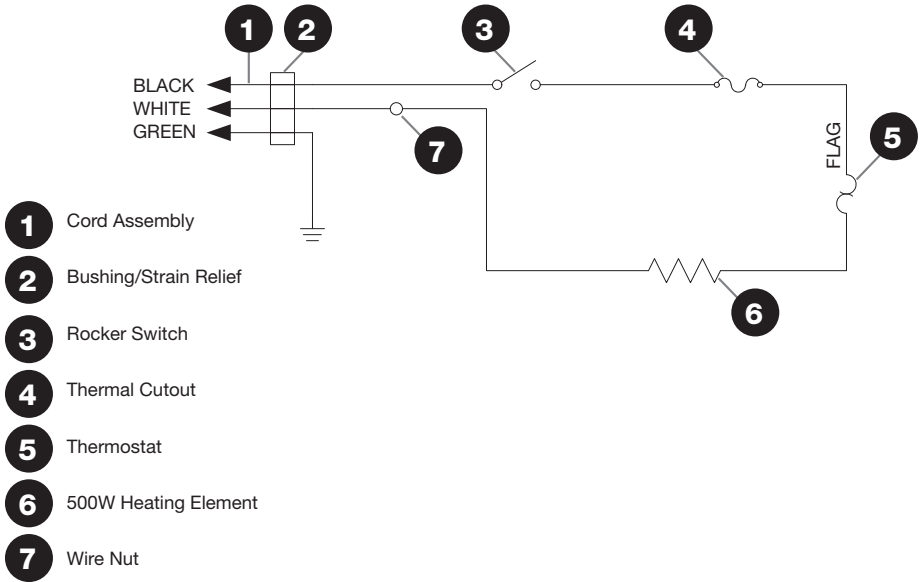 1 2 3 4
BLACK
WHITE
GREEN
7
FLAG
5
6
1 Cord Assembly
2 Bushing/Strain Relief
3 Rocker Switch
4 Thermal Cutout
5 Thermostat
6 500W Heating Element
7 Wire Nut